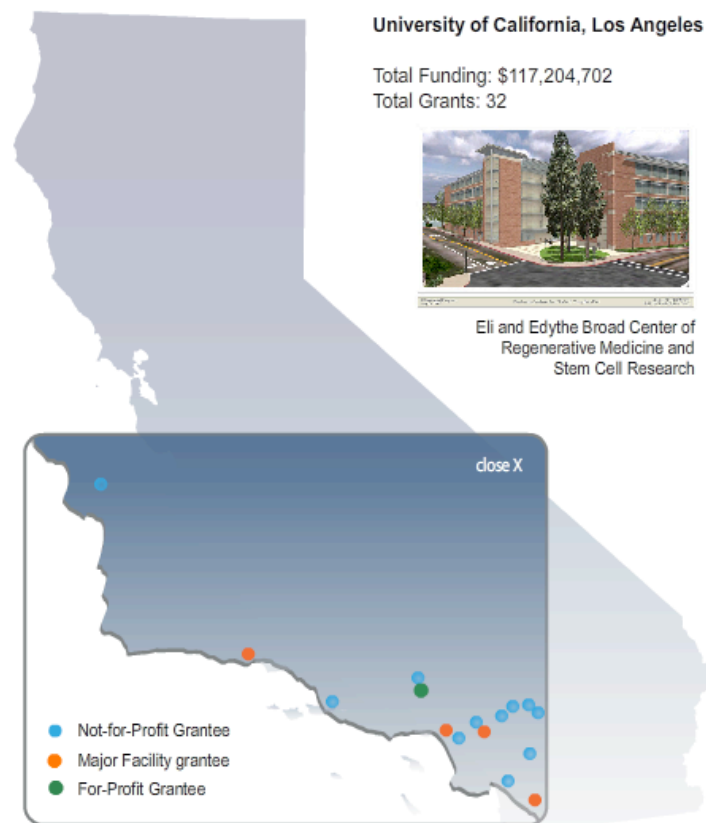 University of California, Los Angeles
Total Funding: $117,204,702
Total Grants: 32
Eli and Edythe Broad Center of
Regenerative Medicine and
Stem Cell Research
close X
Not-for-Profit Grantee
Major Facility grantee
For-Profit Grantee